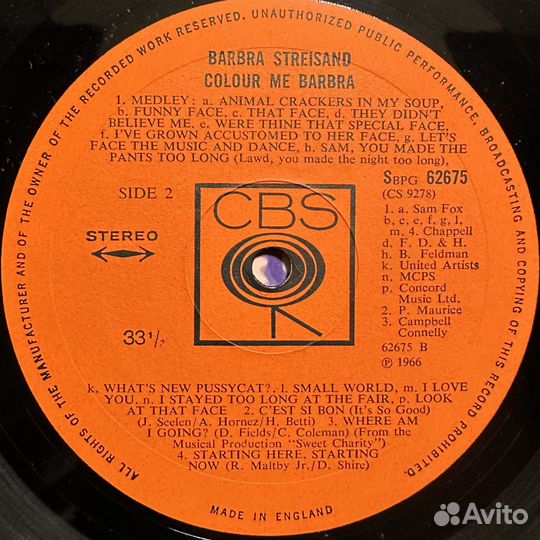 ALL RIGHTS OF THE MANUFACTURER AND OF THE OWNER OF THE RECORDED WORK RESERVED. UNAUTHORIZED PUBLIC PERFORMANCE, BROADCASTING AND COPYING OF THIS RECORD PROHIBITED.
BARBRA STREISAND
COLOUR ME BARBRA
1. MEDLEY: a. ANIMAL CRACKERS IN MY SOUP,
b. FUNNY FACE, c. THAT FACE, d. THEY DIDN'T
BELIEVE ME, e. WERE THINE THAT SPECIAL FACE,
f. I'VE GROWN ACCUSTOMED TO HER FACE, g. LET'S
FACE THE MUSIC AND DANCE, h. SAM, YOU MADE THE
PANTS TOO LONG (Lawd, you made the night too long),
SIDE 2
STEREO
33 1/3
CBS
SBPG 62675
(CS 9278)
1. a. Sam Fox
b, c, e, f, g, l,
m, 4. Chappell
d. F. D. & H.
h. B. Feldman
k. United Artists
n. MCPS
p. Concord
Music Ltd.
2. P. Maurice
3. Campbell
Connelly
62675 B
℗ 1966
k. WHAT'S NEW PUSSYCAT?, l. SMALL WORLD, m. I LOVE
YOU, n. I STAYED TOO LONG AT THE FAIR, p. LOOK
AT THAT FACE 2. C'EST SI BON (It's So Good)
(J. Seelen/A. Hornez/H. Betti) 3. WHERE AM
I GOING? (D. Fields/C. Coleman) (From the
Musical Production "Sweet Charity")
4. STARTING HERE, STARTING
NOW (R. Maltby Jr./D. Shire)
MADE IN ENGLAND
Avito